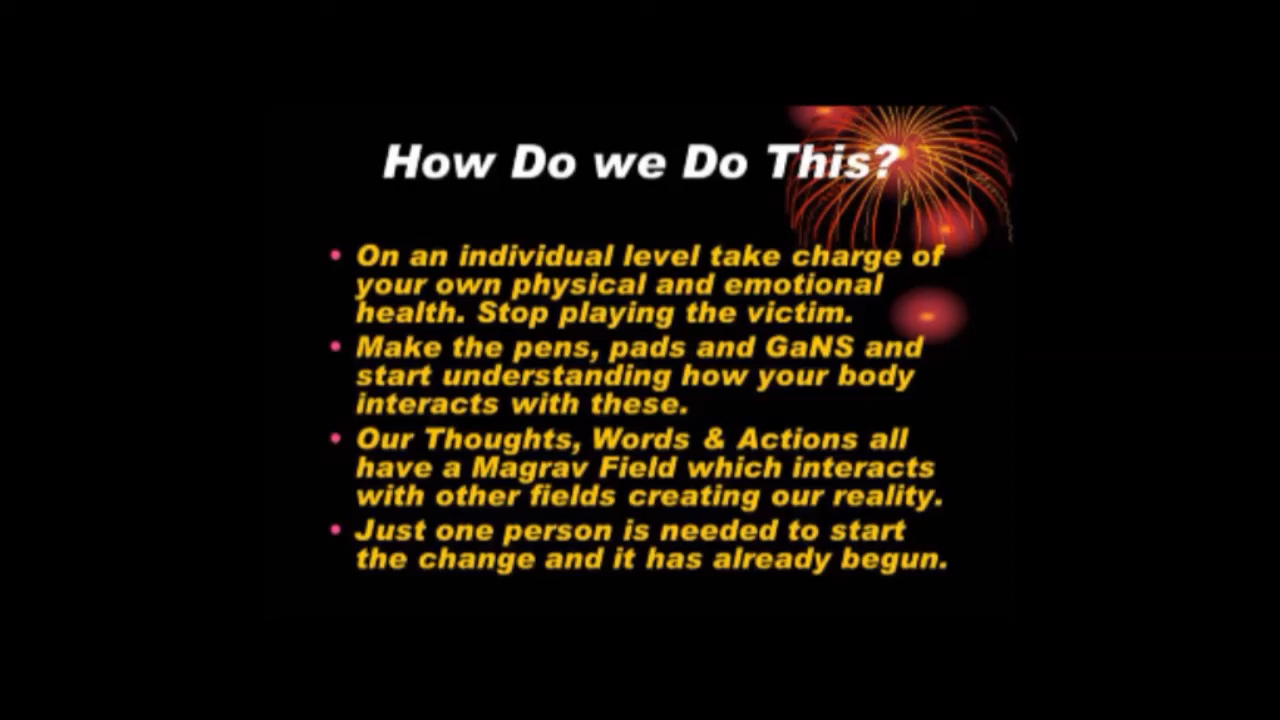 How Do we Do This?
• On an individual level take charge of
your own physical and emotional
health. Stop playing the victim.
• Make the pens, pads and GaNS and
start understanding how your body
interacts with these.
• Our Thoughts, Words & Actions all
have a Magrav Field which interacts
with other fields creating our reality.
• Just one person is needed to start
the change and it has already begun.